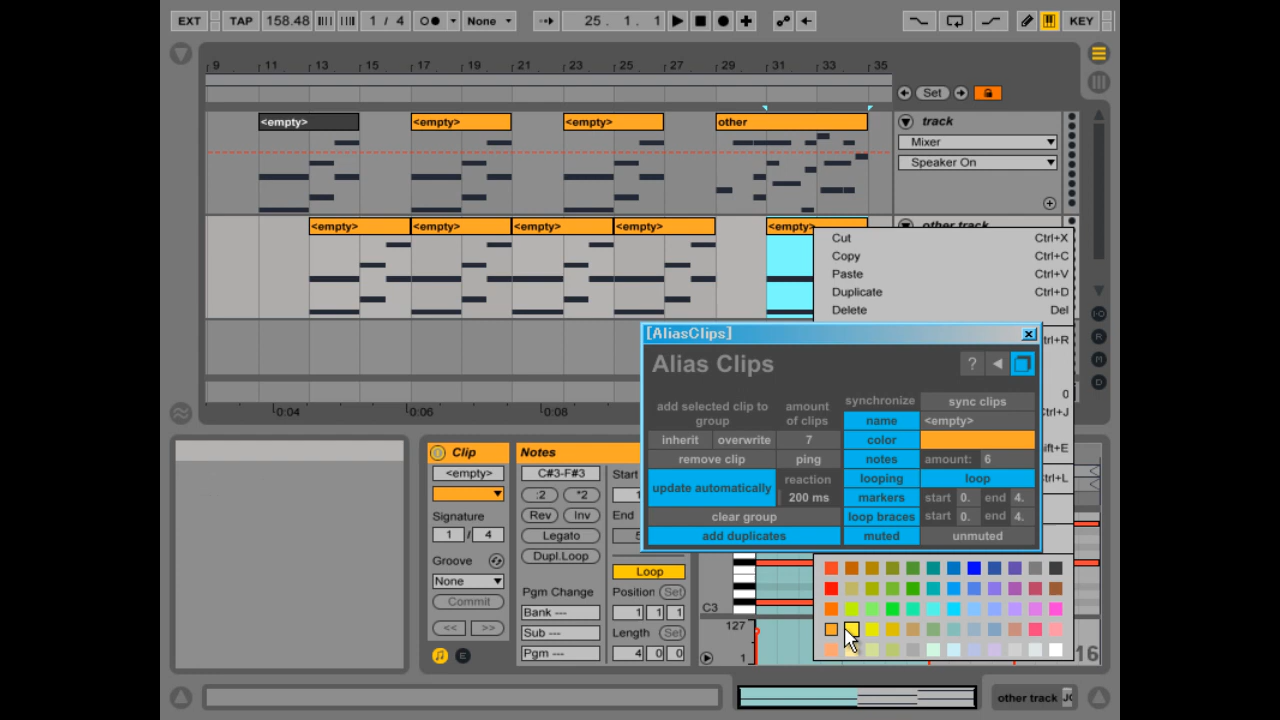 EXT TAP 158.48 1 / 4 None 25 . 1 . 1 KEY
9 11 13 15 17 19 21 23 25 27 29 31 33 35
Set
<empty> <empty> <empty> other track
Mixer
Speaker On
<empty> <empty> <empty> <empty> <empty> other track
Cut Ctrl+X
Copy Ctrl+C
Paste Ctrl+V
Duplicate Ctrl+D
Delete Del
[AliasClips]
trl+R
Alias Clips ?
0
add selected clip to group
amount of clips
synchronize sync clips
0:04 0:06 0:08
trl+J
name <empty>
inherit overwrite 7 color
hift+E
remove clip ping notes amount: 6
update automatically reaction 200 ms
looping loop
trl+L
markers start 0. end 4.
clear group loop braces start 0. end 4.
add duplicates muted unmuted
Clip
<empty>
Signature
1 / 4
Groove
None
Commit
<< >>
E
Notes
C#3-F#3
:2 *2
Rev Inv
Legato
Dupl.Loop
Pgm Change
Bank ---
Sub ---
Pgm ---
Start
1
End
5
Loop
Position Set
1 1 1
Length Set
4 0 0
C3
127
1
16
I-O
R
M
D
other track